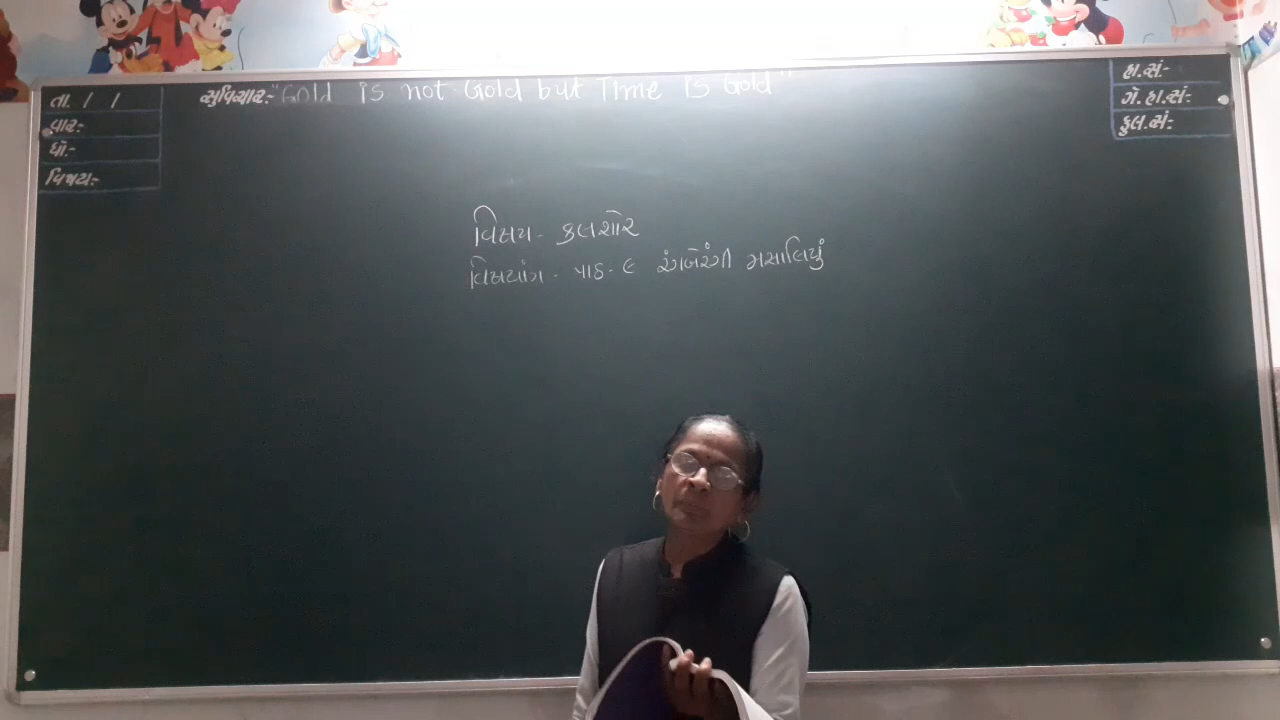 તા. / /
વાર:-
ધો:-
વિષય:-
સુવિચાર:- "Gold is not Gold but Time Is Gold"
હા.સં:-
ગે.હા.સં:-
કુલ.સં:-
વિષય - કલશોર
વિષયાંગ - પાઠ - ૯ રંગબેરંગી મસાલિયું